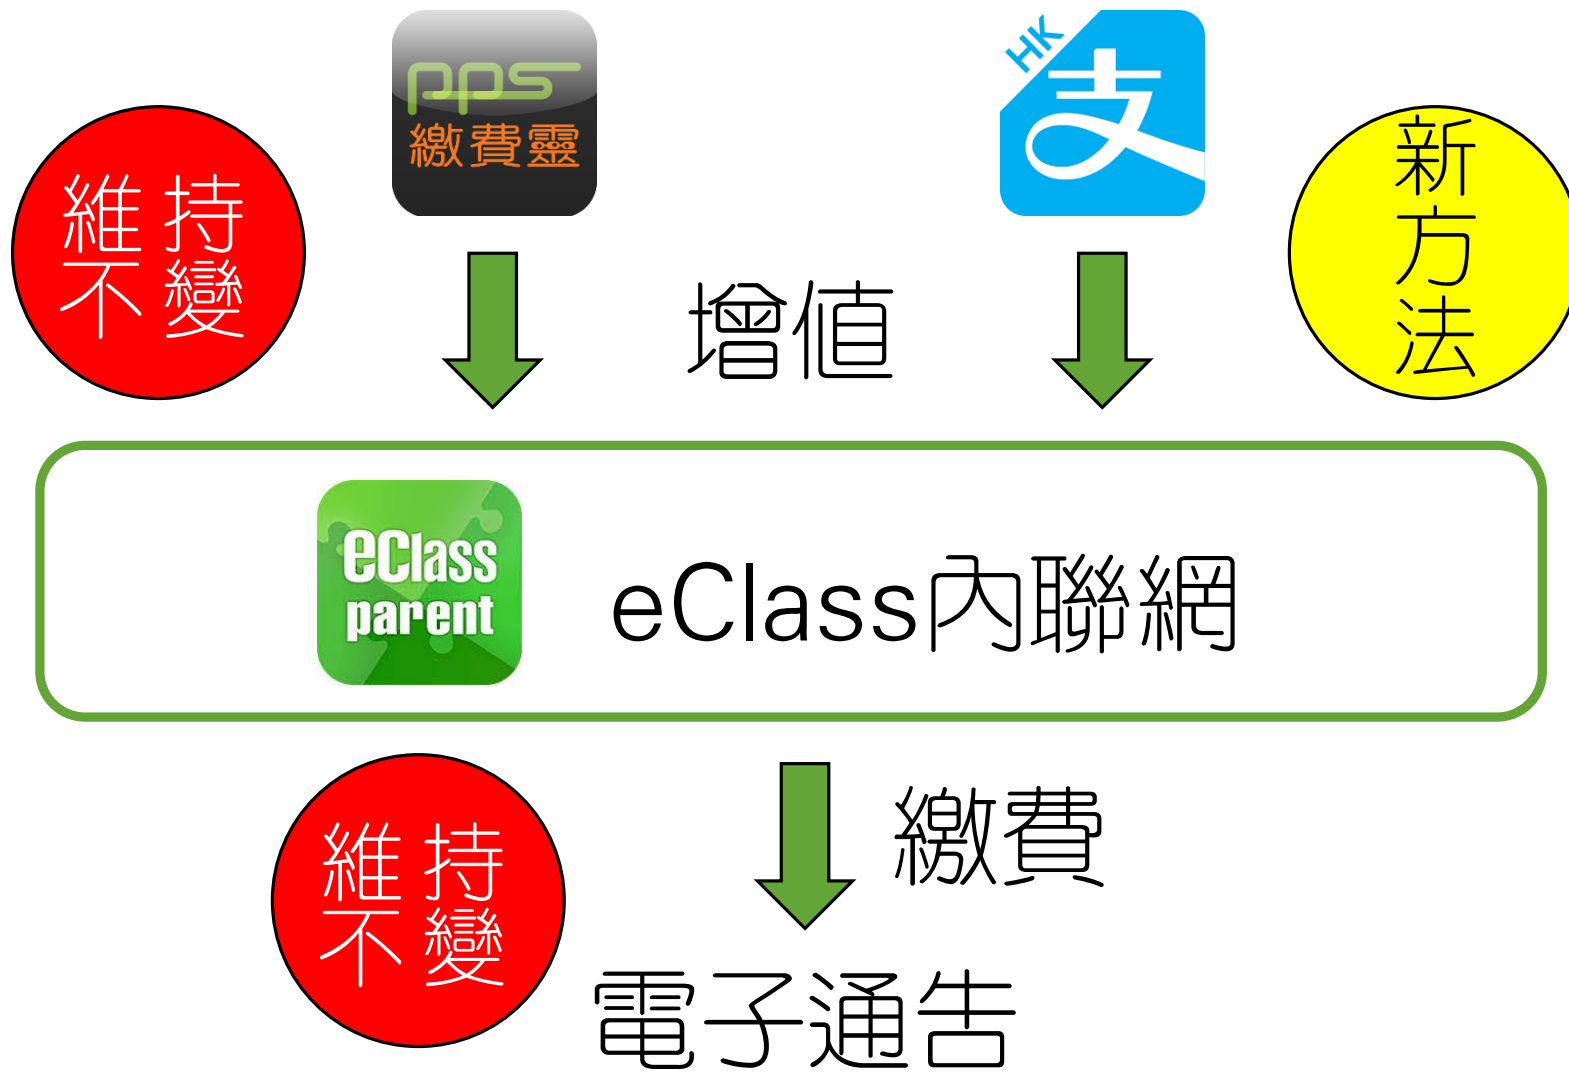 pps
繳費靈
HK
支
維持
不變
新
方
法
增值
eClass
parent
eClass內聯網
維持
不變
繳費
電子通告